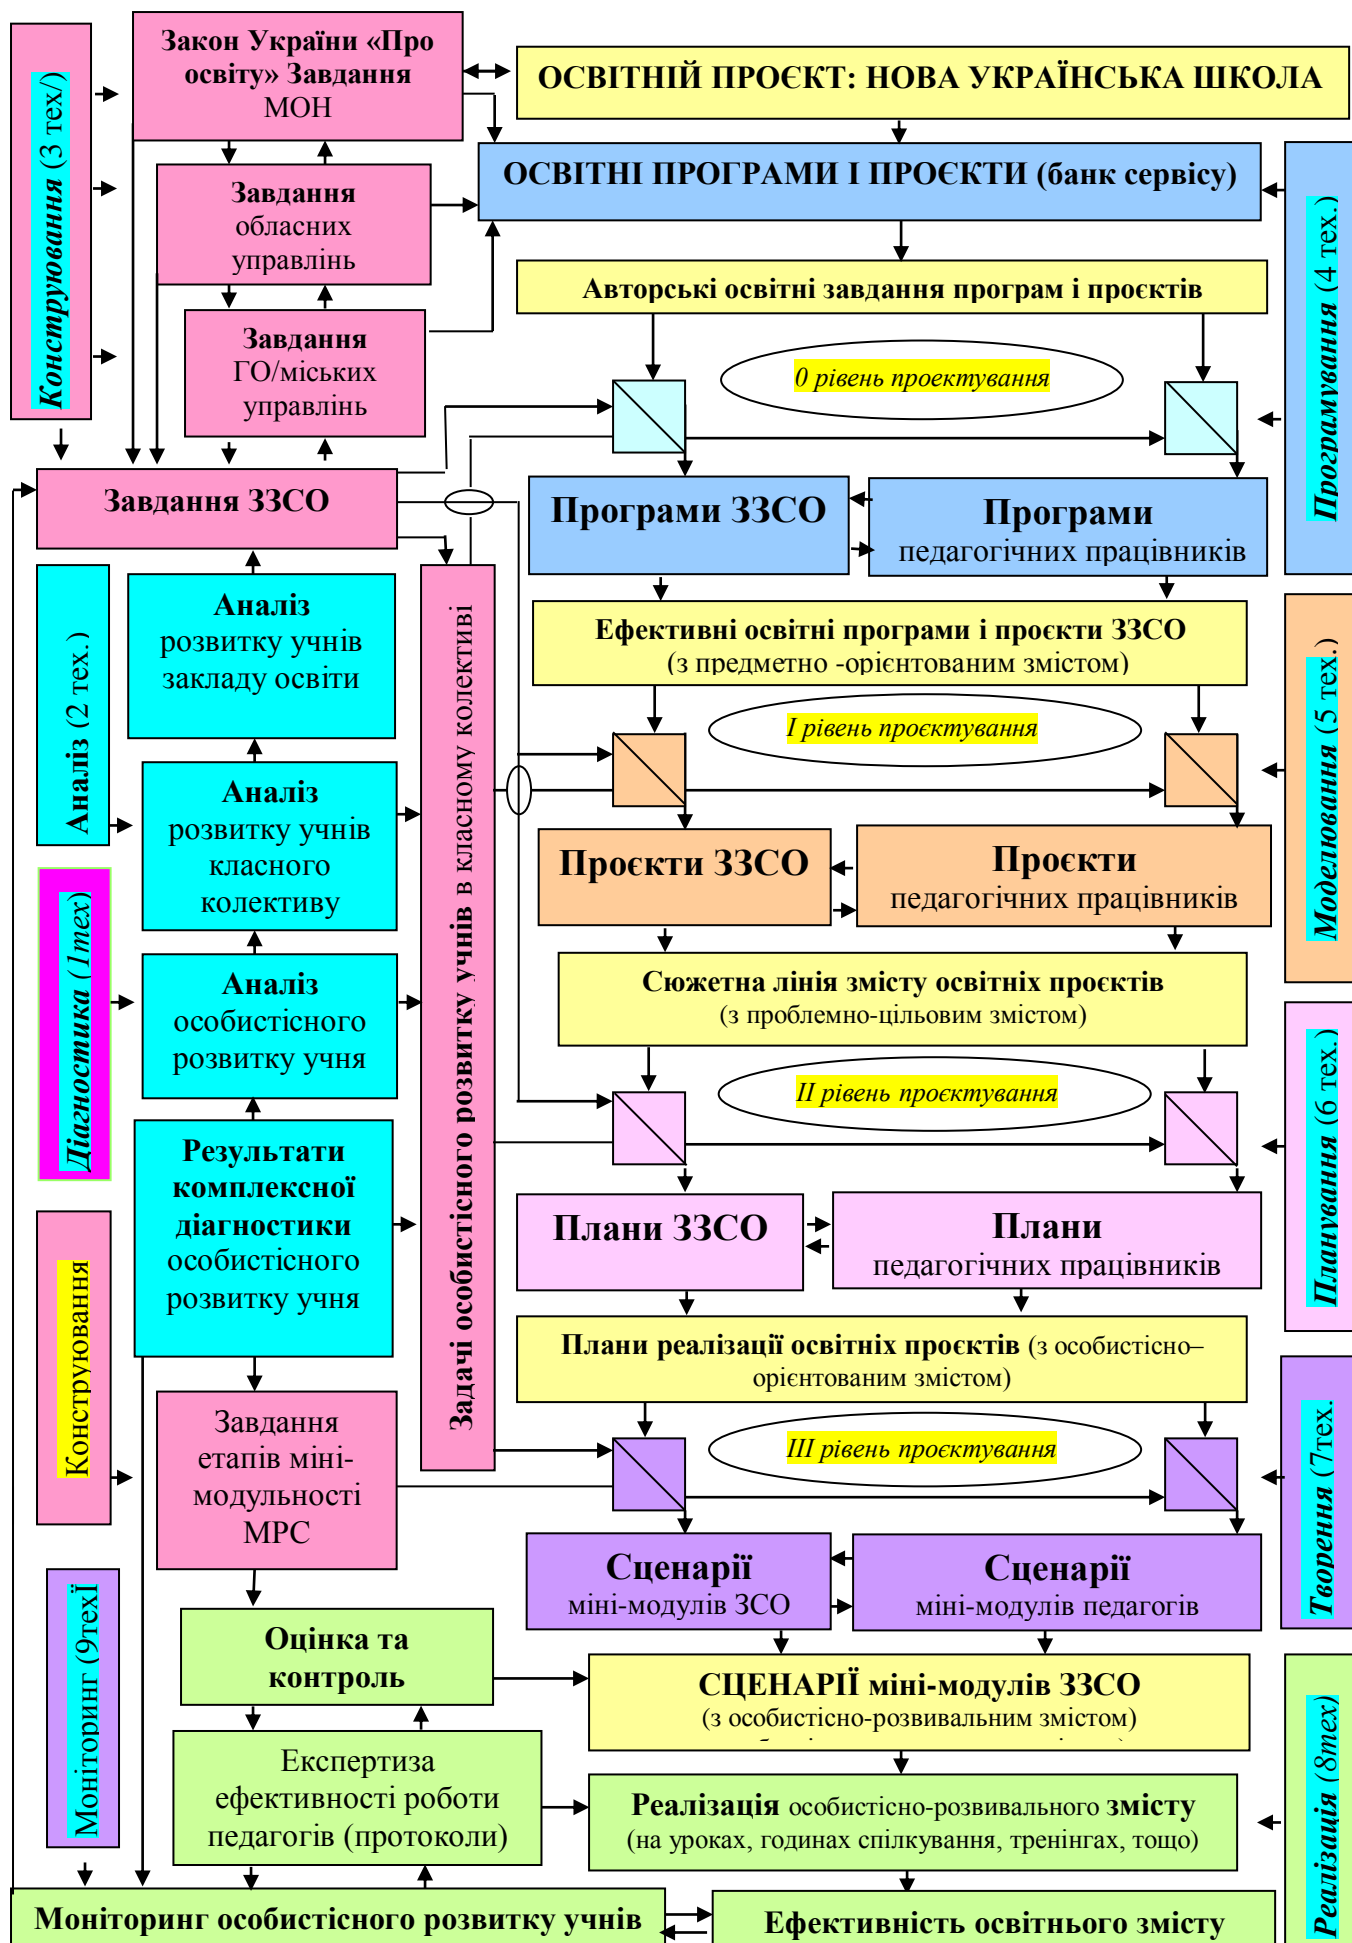 Конструювання (3 тех/)
Закон України «Про
освіту» Завдання
МОН
ОСВІТНІЙ ПРОЄКТ: НОВА УКРАЇНСЬКА ШКОЛА
ОСВІТНІ ПРОГРАМИ І ПРОЄКТИ (банк сервісу)
Завдання
обласних
управлінь
Авторські освітні завдання програм і проєктів
Завдання
ГО/міських
управлінь
0 рівень проектування
Програмування (4 тех.)
Завдання ЗЗСО
Програми ЗЗСО
Програми
педагогічних працівників
Аналіз (2 тех.)
Аналіз
розвитку учнів
закладу освіти
Задачі особистісного розвитку учнів в класному колективі
Ефективні освітні програми і проєкти ЗЗСО
(з предметно -орієнтованим змістом)
І рівень проєктування
Моделювання (5 тех.)
Аналіз
розвитку учнів
класного
колективу
Проєкти ЗЗСО
Проєкти
педагогічних працівників
Діагностика (1тех)
Аналіз
особистісного
розвитку учня
Сюжетна лінія змісту освітніх проєктів
(з проблемно-цільовим змістом)
ІІ рівень проєктування
Планування (6 тех.)
Результати
комплексної
діагностики
особистісного
розвитку учня
Плани ЗЗСО
Плани
педагогічних працівників
Конструювання
Плани реалізації освітніх проєктів (з особистісно–
орієнтованим змістом)
Завдання
етапів міні-
модульності
МРС
ІІІ рівень проєктування
Творення (7тех.
Сценарії
міні-модулів ЗСО
Сценарії
міні-модулів педагогів
Моніторинг (9техЇ
Оцінка та
контроль
СЦЕНАРІЇ міні-модулів ЗЗСО
(з особистісно-розвивальним змістом)
Експертиза
ефективності роботи
педагогів (протоколи)
Реалізація особистісно-розвивального змісту
(на уроках, годинах спілкування, тренінгах, тощо)
Реалізація (8тех)
Моніторинг особистісного розвитку учнів
Ефективність освітнього змісту